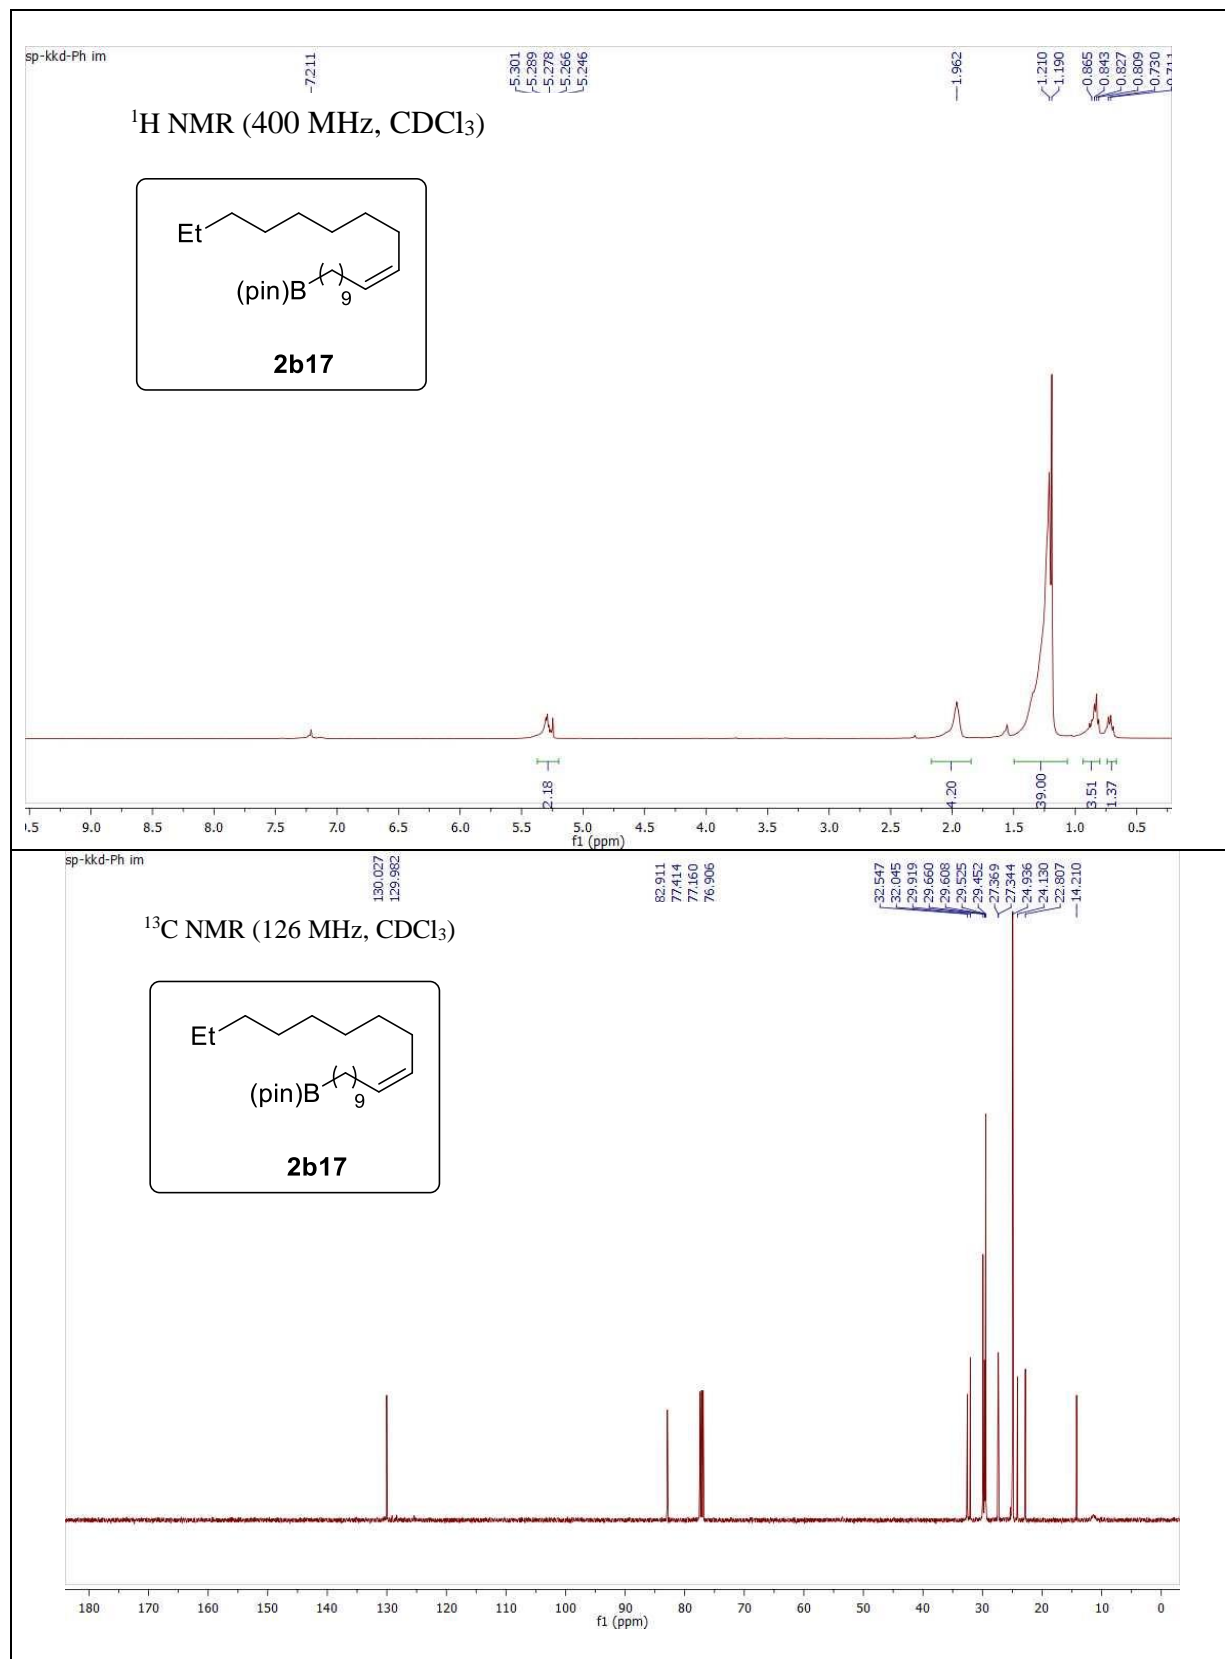 sp-kkd-Ph im
-7.211
5.301
5.289
5.278
5.266
5.246
1.962
1.210
1.190
0.865
0.843
0.827
0.809
0.730
0.711
¹H NMR (400 MHz, CDCl₃)
Et
(pin)B ( ) 9
2b17
2.18
4.20
39.00
3.51
1.37
9.0 8.5 8.0 7.5 7.0 6.5 6.0 5.5 5.0 4.5 4.0 3.5 3.0 2.5 2.0 1.5 1.0 0.5
f1 (ppm)
sp-kkd-Ph im
130.027
129.982
82.911
77.414
77.160
76.906
32.547
32.045
29.919
29.660
29.608
29.525
29.452
27.369
27.344
24.936
24.130
22.807
14.210
¹³C NMR (126 MHz, CDCl₃)
Et
(pin)B ( ) 9
2b17
180 170 160 150 140 130 120 110 100 90 80 70 60 50 40 30 20 10 0
f1 (ppm)